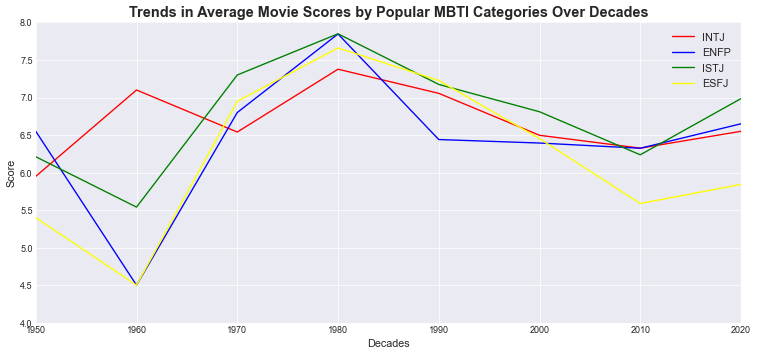 Trends in Average Movie Scores by Popular MBTI Categories Over Decades
8.0
7.5
7.0
6.5
6.0
5.5
5.0
4.5
4.0
Score
INTJ
ENFP
ISTJ
ESFJ
1950 1960 1970 1980 1990 2000 2010 2020
Decades